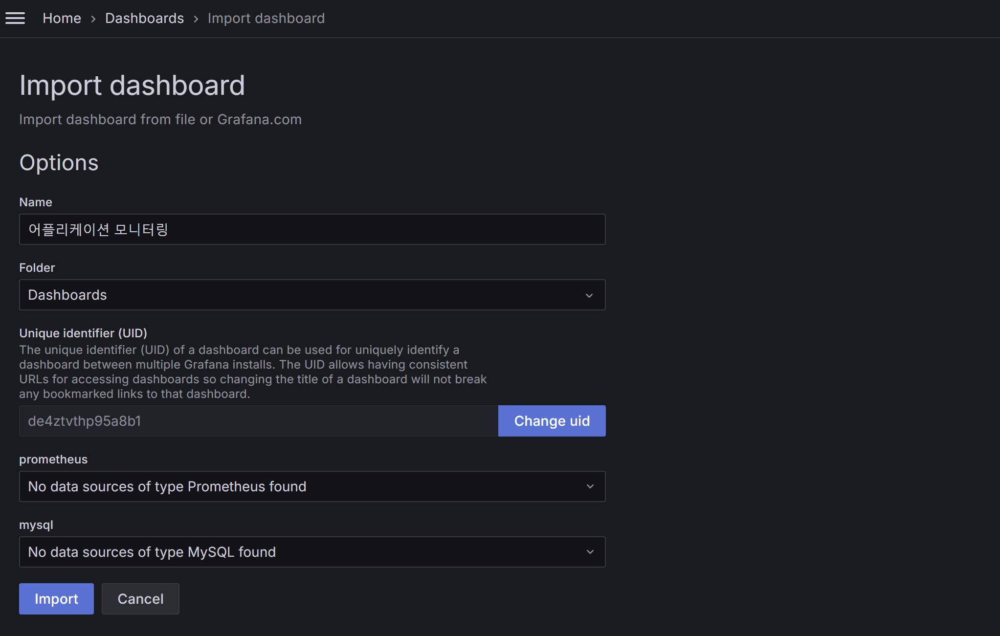 Home › Dashboards › Import dashboard
Import dashboard
Import dashboard from file or Grafana.com
Options
Name
어플리케이션 모니터링
Folder
Dashboards
Unique identifier (UID)
The unique identifier (UID) of a dashboard can be used for uniquely identify a
dashboard between multiple Grafana installs. The UID allows having consistent
URLs for accessing dashboards so changing the title of a dashboard will not break
any bookmarked links to that dashboard.
de4ztvthp95a8b1
Change uid
prometheus
No data sources of type Prometheus found
mysql
No data sources of type MySQL found
Import
Cancel